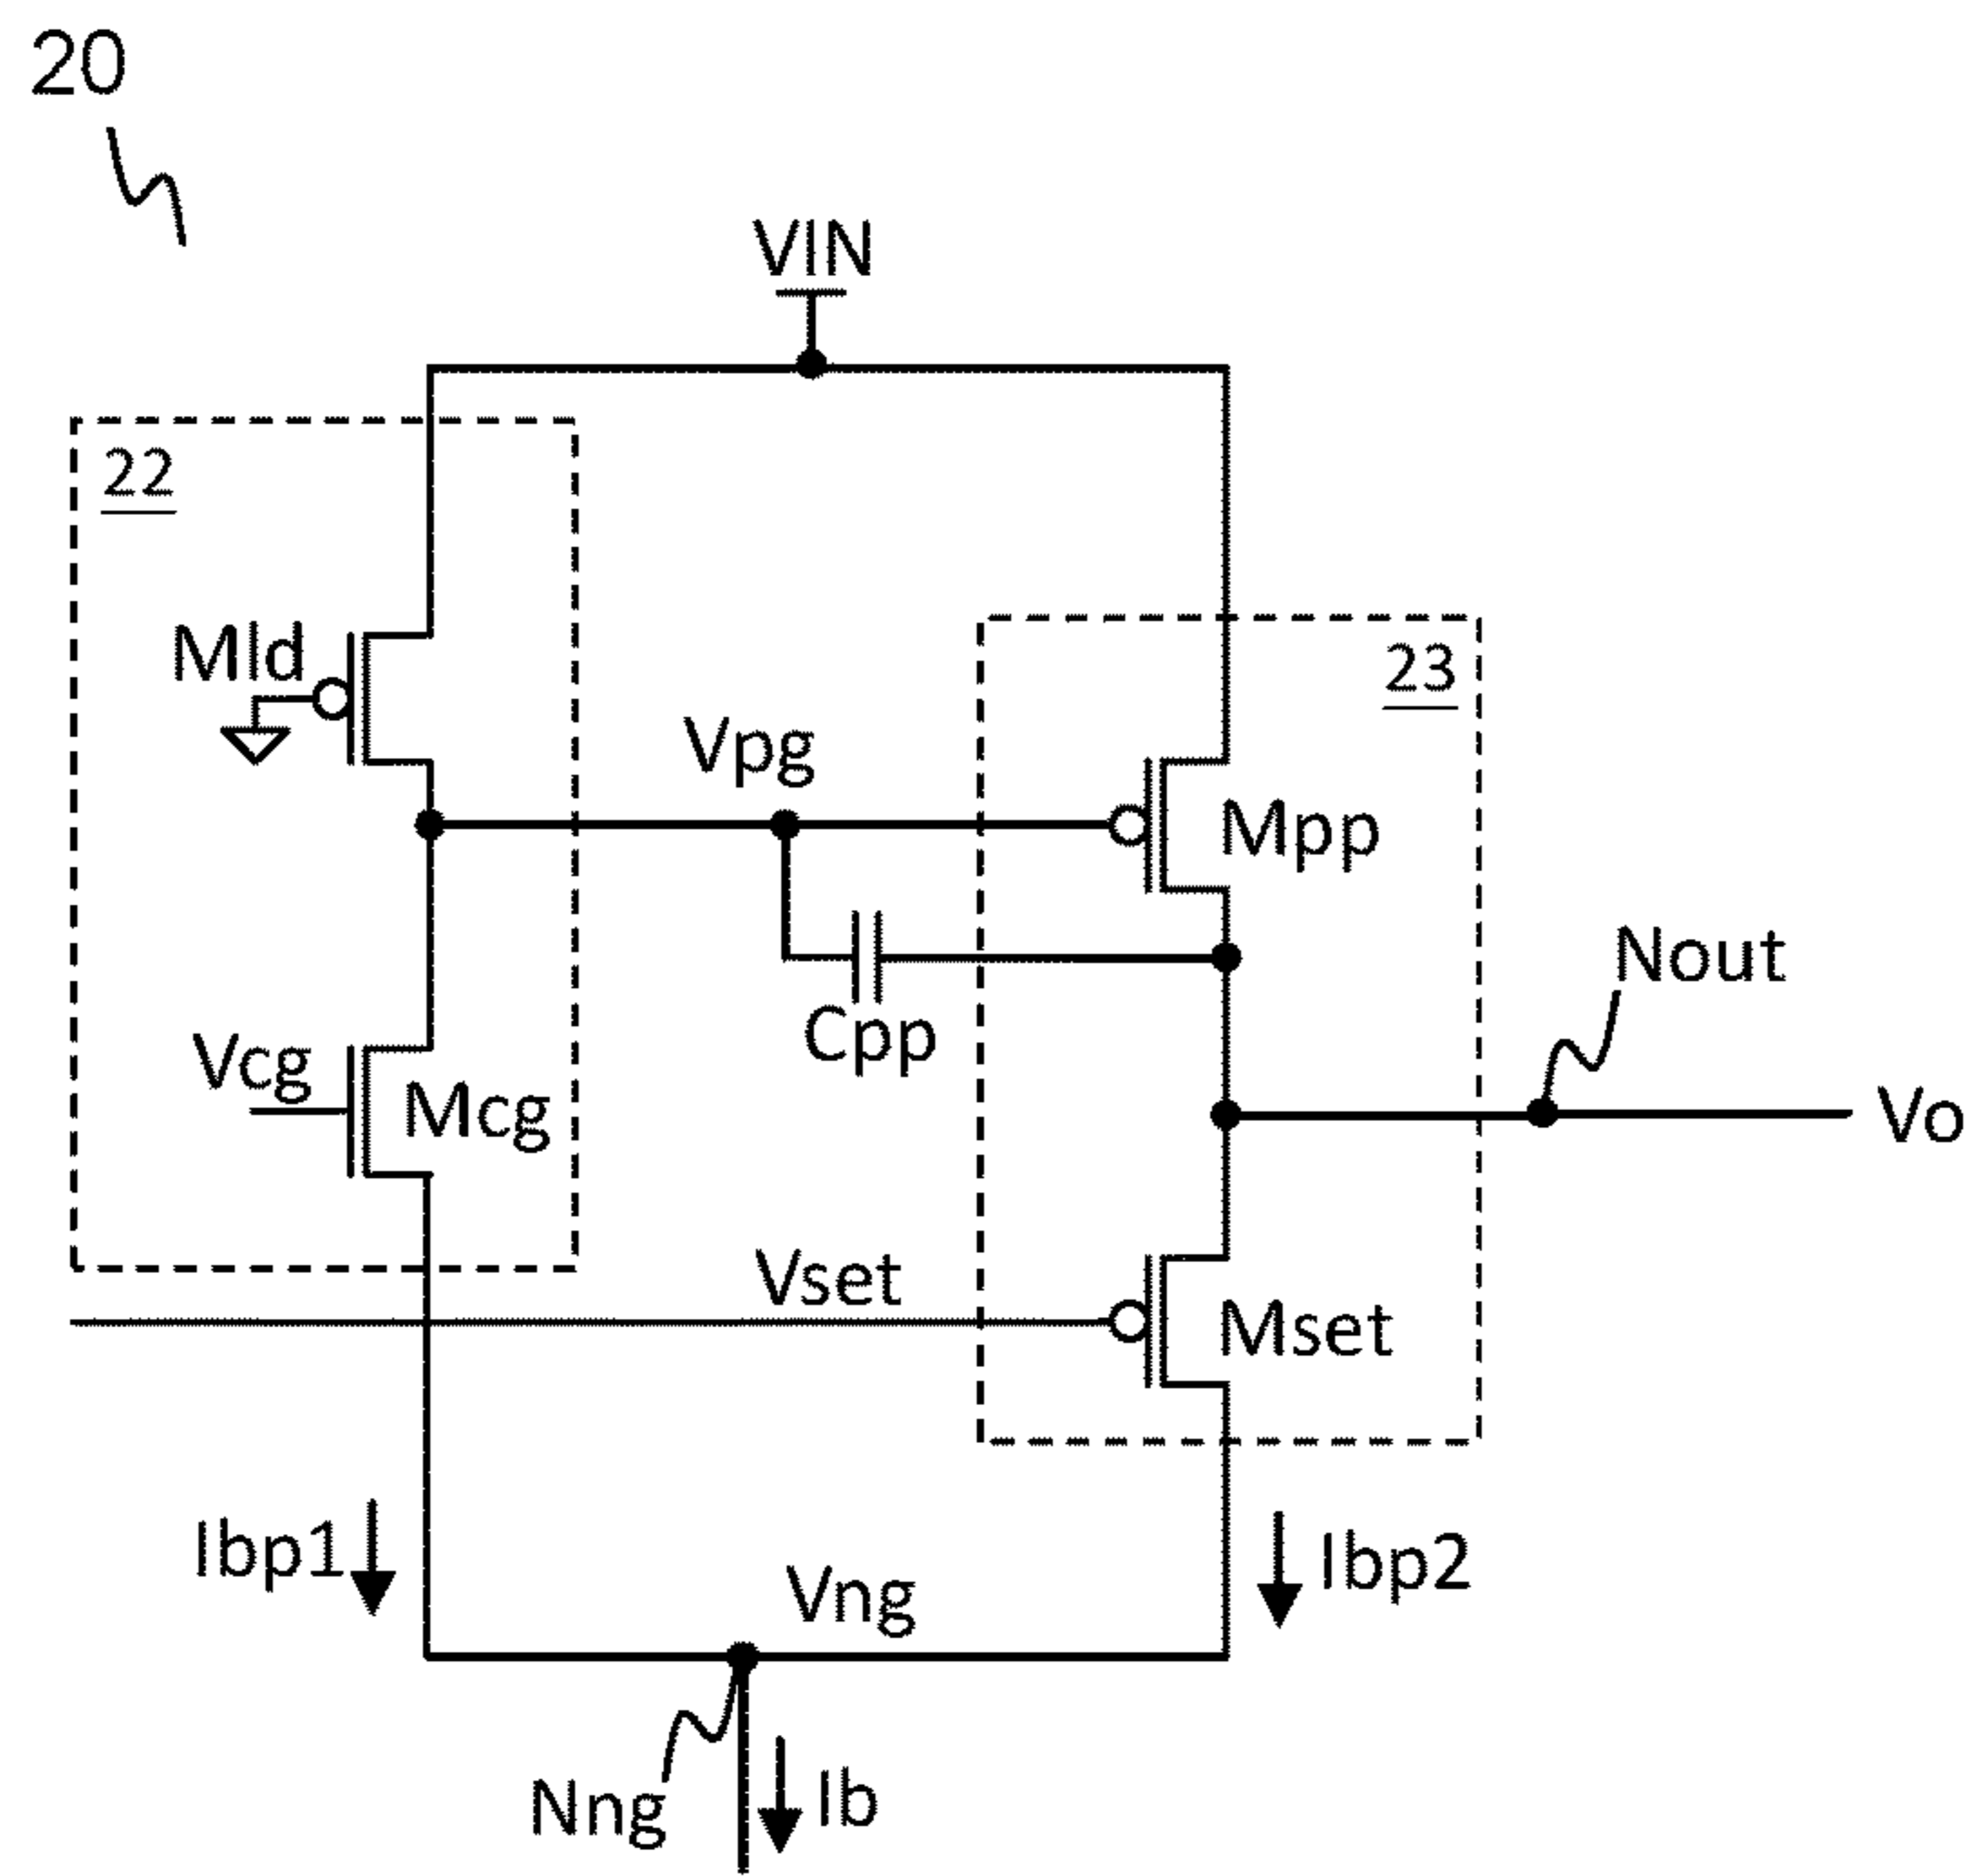 20
VIN
22
Mld
23
Vpg
Mpp
Nout
Cpp
Vcg
Mcg
Vo
Vset
Mset
Ibp1
Vng
Ibp2
Nng
Ib